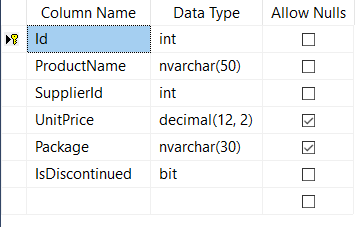 Column Name Data Type Allow Nulls
Id int
ProductName nvarchar(50)
SupplierId int
UnitPrice decimal(12, 2)
Package nvarchar(30)
IsDiscontinued bit